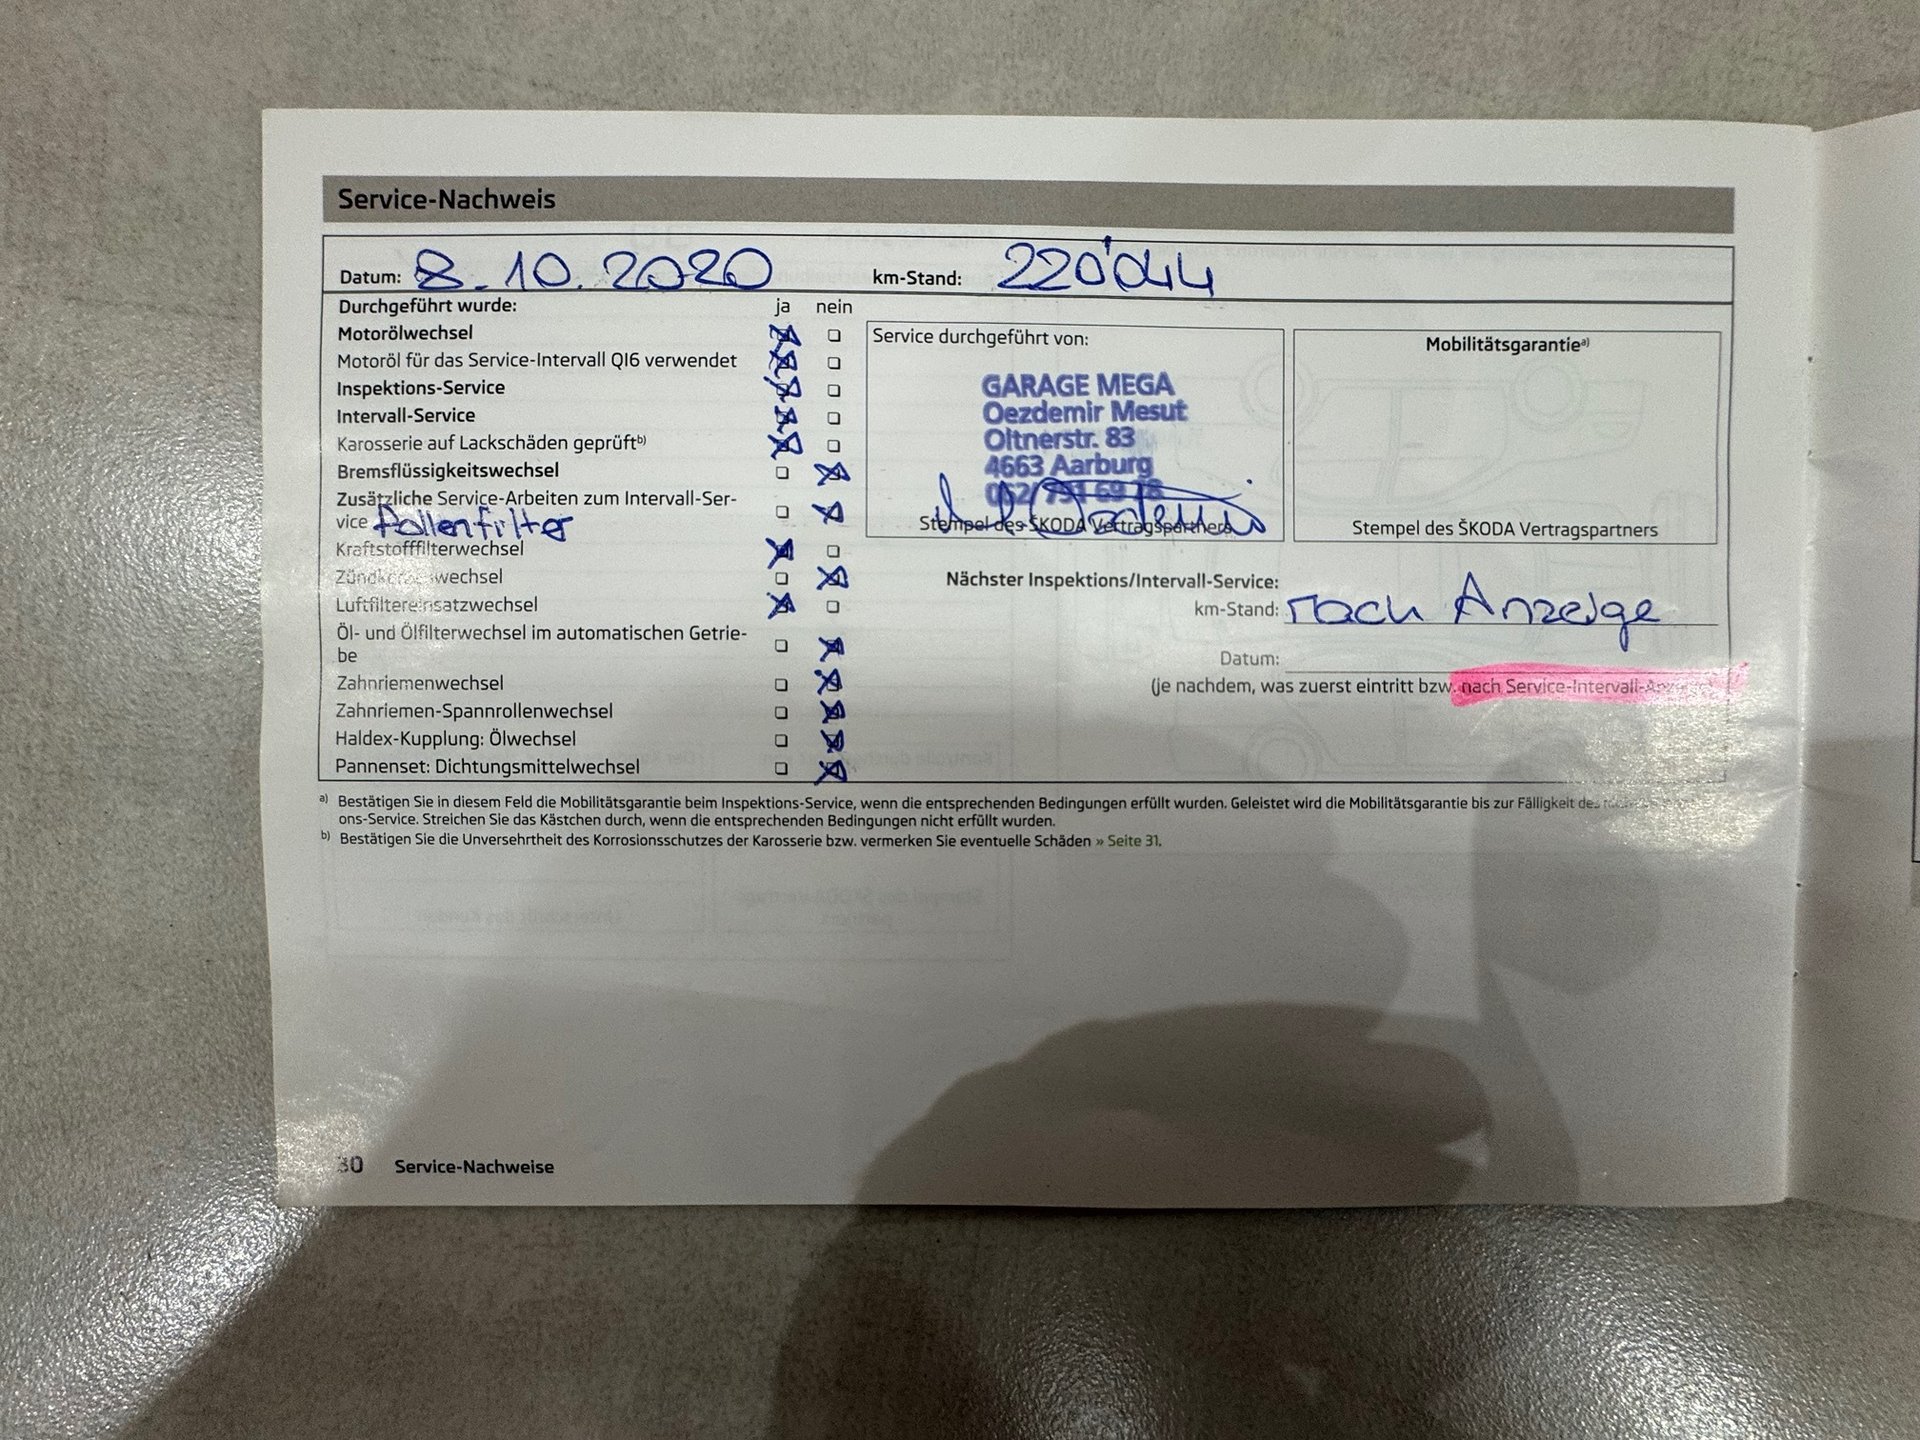 Service-Nachweis
Datum: 8.10.2020 km-Stand: 220'044
Durchgeführt wurde: ja nein
Motorölwechsel
Motoröl für das Service-Intervall QI6 verwendet
Inspektions-Service
Intervall-Service
Karosserie auf Lackschäden geprüft b)
Bremsflüssigkeitswechsel
Zusätzliche Service-Arbeiten zum Intervall-Ser-
vice Pollenfilter
Kraftstofffilterwechsel
Luftfiltereinsatzwechsel
Öl- und Ölfilterwechsel im automatischen Getrie-
be
Zahnriemenwechsel
Zahnriemen-Spannrollenwechsel
Haldex-Kupplung: Ölwechsel
Pannenset: Dichtungsmittelwechsel
Service durchgeführt von:
GARAGE MEGA
Oezdemir Mesut
Oltnerstr. 83
4663 Aarburg
Stempel des ŠKODA Vertragspartners
Mobilitätsgarantie a)
Stempel des ŠKODA Vertragspartners
Nächster Inspektions/Intervall-Service:
km-Stand: nach Anzeige
Datum:
(je nachdem, was zuerst eintritt bzw. nach Service-Intervall-
a) Bestätigen Sie in diesem Feld die Mobilitätsgarantie beim Inspektions-Service, wenn die entsprechenden Bedingungen erfüllt wurden. Geleistet wird die Mobilitätsgarantie bis zur Fälligkeit des
ons-Service. Streichen Sie das Kästchen durch, wenn die entsprechenden Bedingungen nicht erfüllt wurden.
b) Bestätigen Sie die Unversehrtheit des Korrosionsschutzes der Karosserie bzw. vermerken Sie eventuelle Schäden » Seite 31.
30 Service-Nachweise